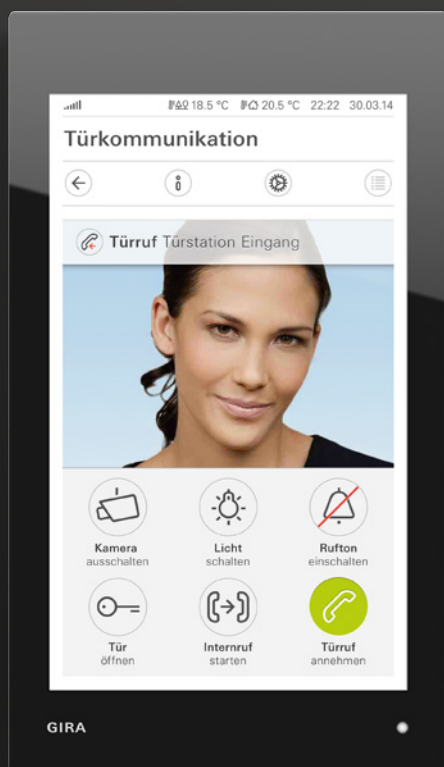 18.5 °C 20.5 °C 22:22 30.03.14
Türkommunikation
Türruf Türstation Eingang
Kamera
ausschalten
Licht
schalten
Rufton
einschalten
Tür
öffnen
Internruf
starten
Türruf
annehmen
GIRA